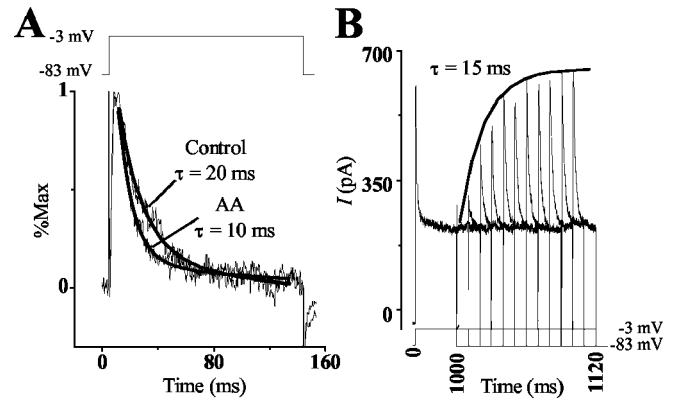 A
-3 mV
-83 mV
1
%Max
0
Control
τ = 20 ms
AA
τ = 10 ms
0
80
160
Time (ms)
B
700
350
0
I (pA)
τ = 15 ms
-3 mV
-83 mV
0
1000
1120
Time (ms)